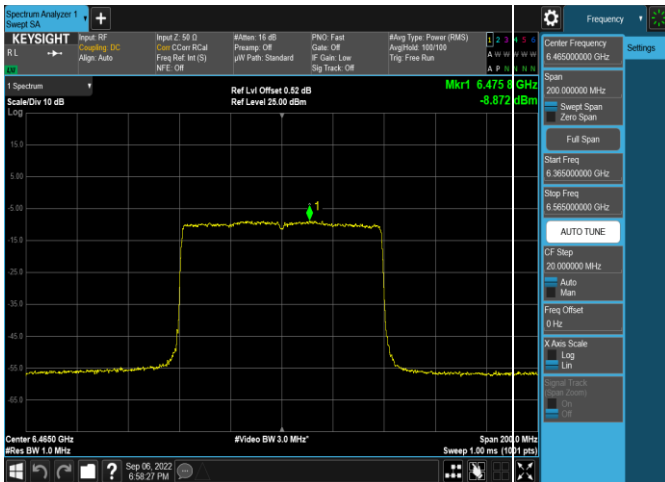 Spectrum Analyzer 1
Swept SA
Frequency
KEYSIGHT
R L
LV
Input: RF
Coupling: DC
Align: Auto
Input Z: 50 Ω
Corr CCorr RCal
Freq Ref: Int (S)
NFE: Off
#Atten: 16 dB
Preamp: Off
µW Path: Standard
PNO: Fast
Gate: Off
IF Gain: Low
Sig Track: Off
#Avg Type: Power (RMS)
Avg|Hold: 100/100
Trig: Free Run
1 2 3 4 5 6
A W W W W W
A P N N N N
1 Spectrum
Scale/Div 10 dB
Log
Ref Lvl Offset 0.52 dB
Ref Level 25.00 dBm
Mkr1 6.475 8 GHz
-8.872 dBm
15.0
5.00
-5.00
-15.0
-25.0
-35.0
-45.0
-55.0
-65.0
1
Center 6.4650 GHz
#Res BW 1.0 MHz
#Video BW 3.0 MHz*
Span 200.0 MHz
Sweep 1.00 ms (1001 pts)
Sep 06, 2022
6:58:27 PM
Center Frequency
6.465000000 GHz
Span
200.000000 MHz
Swept Span
Zero Span
Full Span
Start Freq
6.365000000 GHz
Stop Freq
6.565000000 GHz
AUTO TUNE
CF Step
20.000000 MHz
Auto
Man
Freq Offset
0 Hz
X Axis Scale
Log
Lin
Signal Track
(Span Zoom)
On
Off
Settings